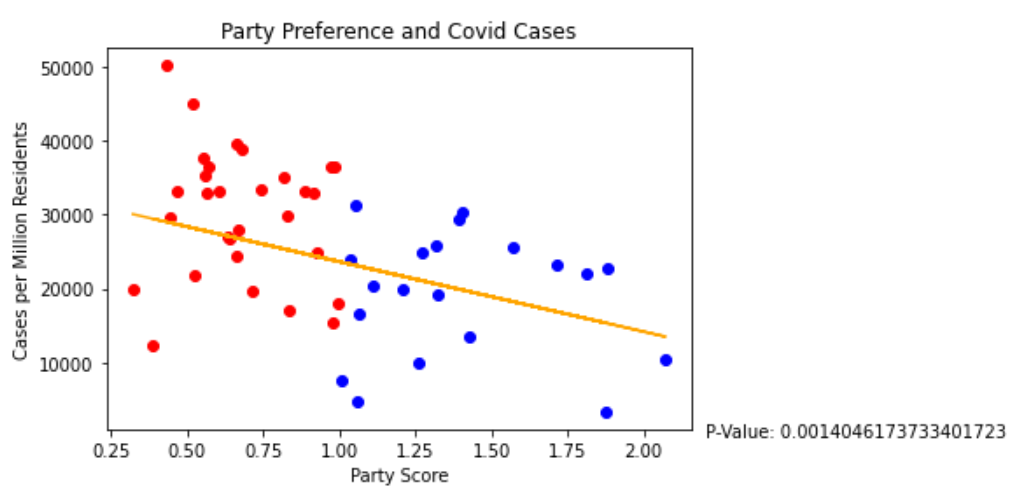 Party Preference and Covid Cases
50000
40000
30000
20000
10000
Cases per Million Residents
0.25 0.50 0.75 1.00 1.25 1.50 1.75 2.00
Party Score
P-Value: 0.0014046173733401723